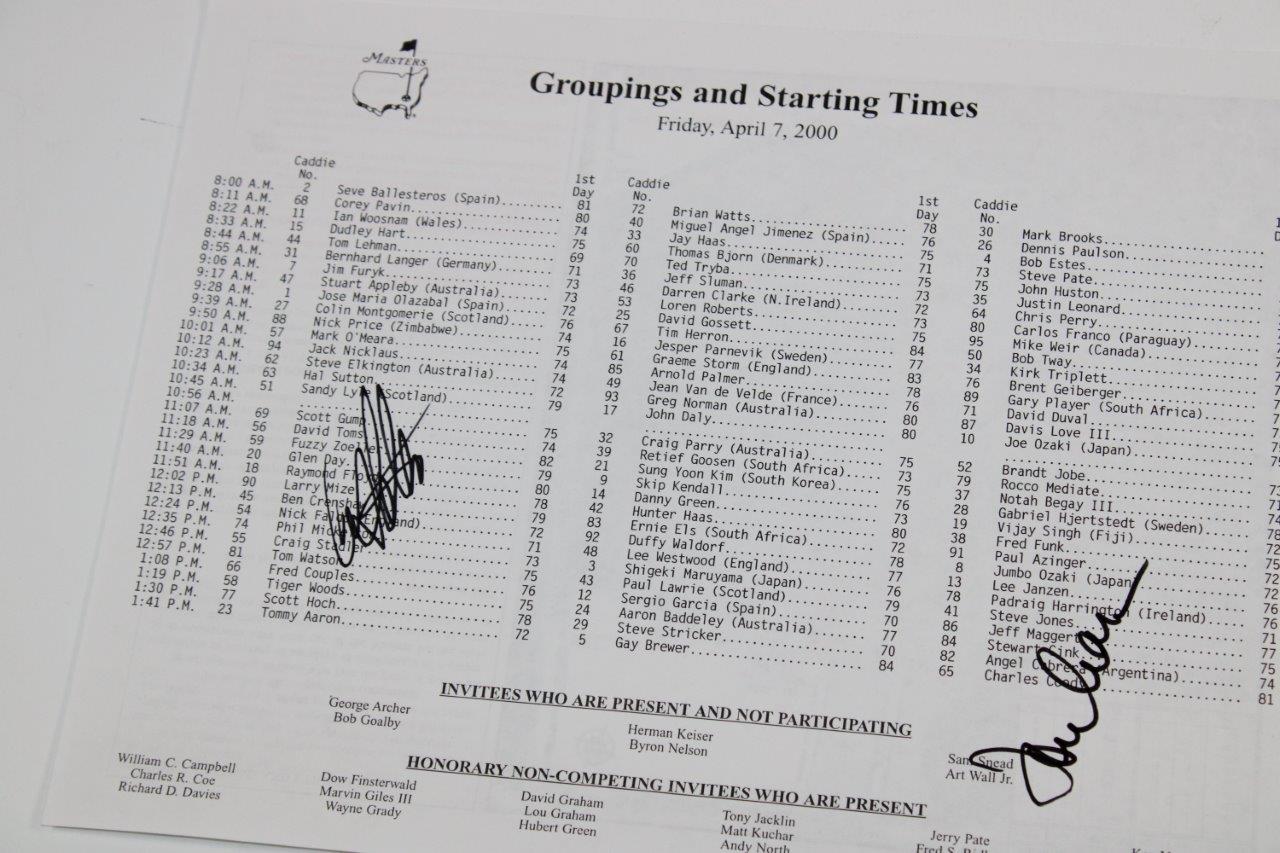 MASTERS
Groupings and Starting Times
Friday, April 7, 2000
Caddie No. 1st Day Caddie No. 1st Day Caddie No.
8:00 A.M. 2 Seve Ballesteros (Spain)......... 81 72 Brian Watts...................... 78 30 Mark Brooks......................
8:11 A.M. 68 Corey Pavin...................... 80 40 Miguel Angel Jimenez (Spain)..... 76 26 Dennis Paulson...................
8:22 A.M. 11 Ian Woosnam (Wales).............. 74 33 Jay Haas......................... 75 4 Bob Estes........................
8:33 A.M. 15 Dudley Hart...................... 75 60 Thomas Bjorn (Denmark)........... 71 73 Steve Pate.......................
8:44 A.M. 44 Tom Lehman....................... 69 70 Ted Tryba........................ 75 75 John Huston......................
8:55 A.M. 31 Bernhard Langer (Germany)........ 71 36 Jeff Sluman...................... 73 35 Justin Leonard...................
9:06 A.M. 7 Jim Furyk........................ 73 46 Darren Clarke (N.Ireland)........ 72 64 Chris Perry......................
9:17 A.M. 47 Stuart Appleby (Australia)....... 73 53 Loren Roberts.................... 73 80 Carlos Franco (Paraguay).........
9:28 A.M. 1 Jose Maria Olazabal (Spain)...... 72 25 David Gossett.................... 75 95 Mike Weir (Canada)...............
9:39 A.M. 27 Colin Montgomerie (Scotland)..... 76 67 Tim Herron....................... 84 50 Bob Tway.........................
9:50 A.M. 88 Nick Price (Zimbabwe)............ 74 16 Jesper Parnevik (Sweden)......... 77 34 Kirk Triplett....................
10:01 A.M. 57 Mark O'Meara..................... 75 61 Graeme Storm (England)........... 83 76 Brent Geiberger..................
10:12 A.M. 94 Jack Nicklaus.................... 74 85 Arnold Palmer.................... 78 89 Gary Player (South Africa).......
10:23 A.M. 62 Steve Elkington (Australia)...... 74 49 Jean Van de Velde (France)....... 76 71 David Duval......................
10:34 A.M. 63 Hal Sutton....................... 72 93 Greg Norman (Australia).......... 80 87 Davis Love III...................
10:45 A.M. 51 Sandy Lyle (Scotland)............ 79 17 John Daly........................ 80 10 Joe Ozaki (Japan)................
10:56 A.M.
11:07 A.M. 69 Scott Gump....................... 75 32 Craig Parry (Australia).......... 75 52 Brandt Jobe......................
11:18 A.M. 56 David Toms....................... 74 39 Retief Goosen (South Africa)..... 73 79 Rocco Mediate....................
11:29 A.M. 59 Fuzzy Zoeller.................... 82 21 Sung Yoon Kim (South Korea)...... 75 37 Notah Begay III..................
11:40 A.M. 20 Glen Day......................... 79 9 Skip Kendall..................... 76 28 Gabriel Hjertstedt (Sweden)...... 78
11:51 A.M. 18 Raymond Floyd.................... 80 14 Danny Green...................... 73 19 Vijay Singh (Fiji)............... 72
12:02 P.M. 90 Larry Mize....................... 78 42 Hunter Haas...................... 80 38 Fred Funk........................ 75
12:13 P.M. 45 Ben Crenshaw..................... 79 83 Ernie Els (South Africa)......... 72 91 Paul Azinger..................... 72
12:24 P.M. 54 Nick Faldo (England)............. 92 Duffy Waldorf.................... 78 8 Jumbo Ozaki (Japan).............. 72
12:35 P.M. 74 Phil Mickelson................... 71 48 Lee Westwood (England)........... 77 13 Lee Janzen....................... 76
12:46 P.M. 55 Craig Stadler.................... 73 3 Shigeki Maruyama (Japan)......... 76 78 Padraig Harrington (Ireland)..... 76
12:57 P.M. 81 Tom Watson....................... 75 43 Paul Lawrie (Scotland)........... 79 41 Steve Jones...................... 71
1:08 P.M. 66 Fred Couples..................... 76 12 Sergio Garcia (Spain)............ 70 86 Jeff Maggert..................... 77
1:19 P.M. 58 Tiger Woods...................... 75 24 Aaron Baddeley (Australia)....... 77 84 Stewart Cink..................... 75
1:30 P.M. 77 Scott Hoch....................... 78 29 Steve Stricker................... 70 82 Angel Cabrera (Argentina)........ 74
1:41 P.M. 23 Tommy Aaron...................... 72 5 Gay Brewer....................... 84 65 Charles Coody.................... 81
INVITEES WHO ARE PRESENT AND NOT PARTICIPATING
George Archer Herman Keiser Sam Snead
Bob Goalby Byron Nelson Art Wall Jr.
HONORARY NON-COMPETING INVITEES WHO ARE PRESENT
William C. Campbell Dow Finsterwald David Graham Tony Jacklin Jerry Pate
Charles R. Coe Marvin Giles III Lou Graham Matt Kuchar
Richard D. Davies Wayne Grady Hubert Green Andy North